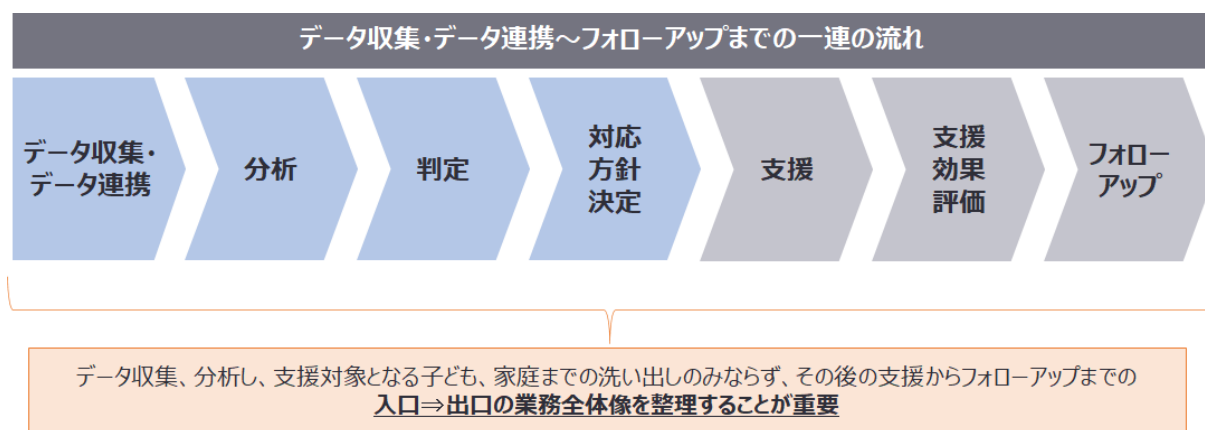 データ収集・データ連携～フォローアップまでの一連の流れ
データ収集・
データ連携
分析
判定
対応
方針
決定
支援
支援
効果
評価
フォロー
アップ
データ収集、分析し、支援対象となる子ども、家庭までの洗い出しのみならず、その後の支援からフォローアップまでの
入口⇒出口の業務全体像を整理することが重要